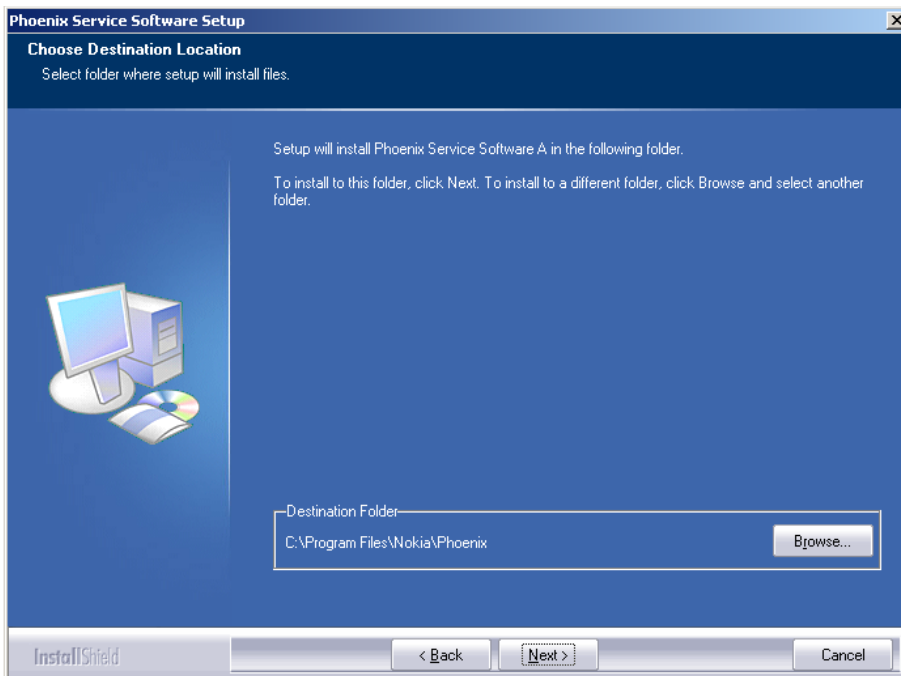 Phoenix Service Software Setup
Choose Destination Location
Select folder where setup will install files.
Setup will install Phoenix Service Software A in the following folder.
To install to this folder, click Next. To install to a different folder, click Browse and select another
folder.
Destination Folder
C:\Program Files\Nokia\Phoenix
Browse...
InstallShield
< Back
Next >
Cancel